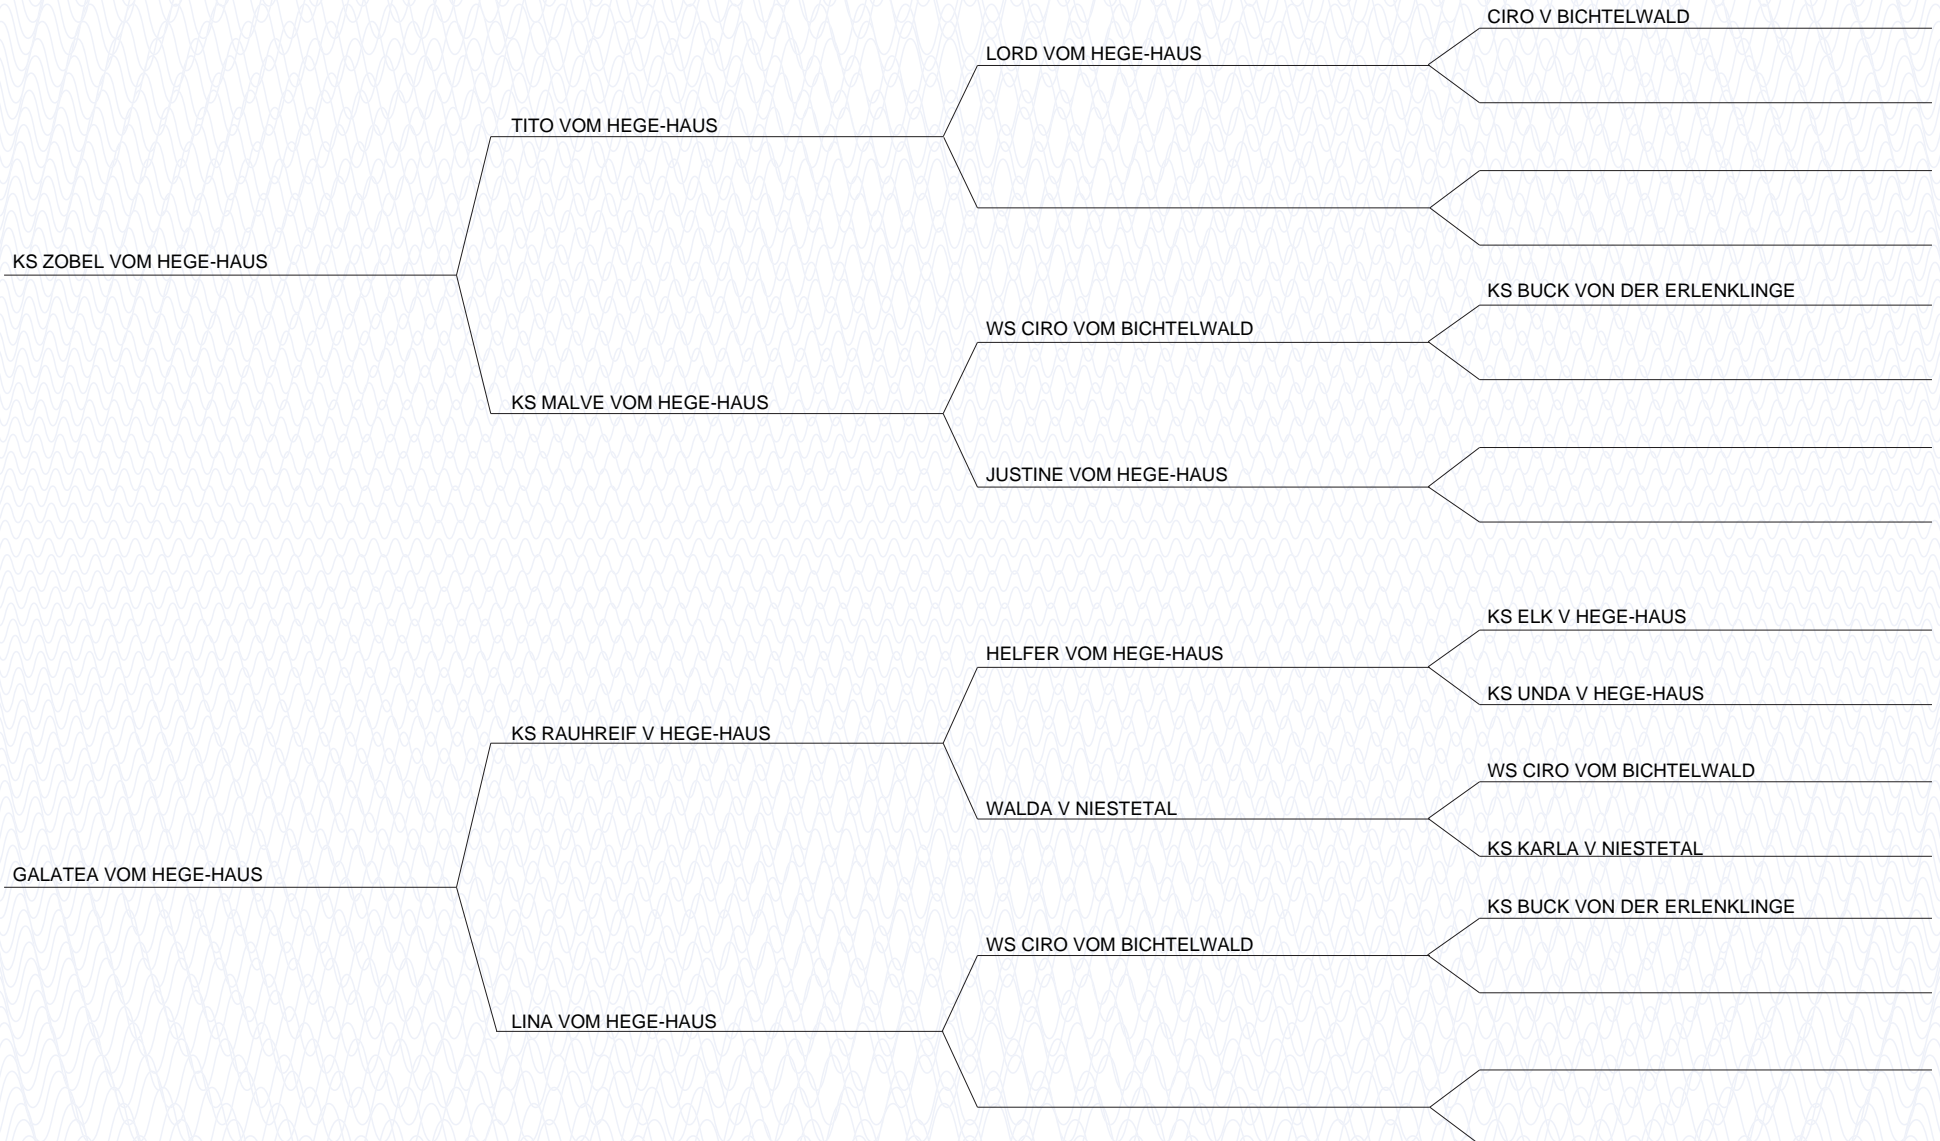 CIRO V BICHTELWALD
LORD VOM HEGE-HAUS
TITO VOM HEGE-HAUS
KS ZOBEL VOM HEGE-HAUS
KS BUCK VON DER ERLENKLINGE
WS CIRO VOM BICHTELWALD
KS MALVE VOM HEGE-HAUS
JUSTINE VOM HEGE-HAUS
KS ELK V HEGE-HAUS
HELFER VOM HEGE-HAUS
KS UNDA V HEGE-HAUS
KS RAUHREIF V HEGE-HAUS
WS CIRO VOM BICHTELWALD
WALDA V NIESTETAL
KS KARLA V NIESTETAL
GALATEA VOM HEGE-HAUS
KS BUCK VON DER ERLENKLINGE
WS CIRO VOM BICHTELWALD
LINA VOM HEGE-HAUS